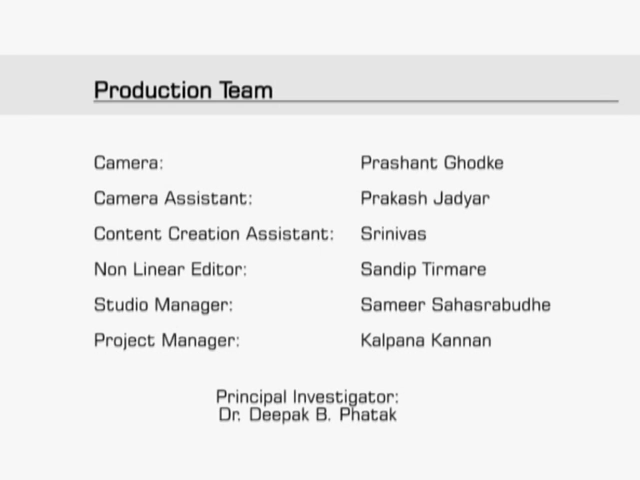 Production Team
Camera: Prashant Ghodke
Camera Assistant: Prakash Jadyar
Content Creation Assistant: Srinivas
Non Linear Editor: Sandip Tirmare
Studio Manager: Sameer Sahasrabudhe
Project Manager: Kalpana Kannan
Principal Investigator:
Dr. Deepak B. Phatak